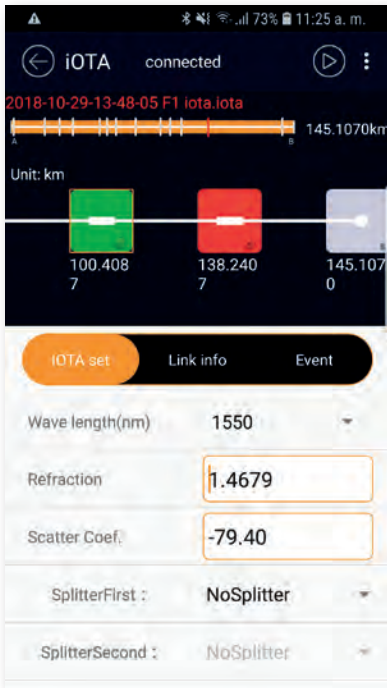 73% 11:25 a. m.
iOTA connected
2018-10-29-13-48-05 F1 iota.iota
145.1070km
A B
Unit: km
100.408 138.240 145.107
7 7 0
IOTA set Link info Event
Wave length(nm) 1550
Refraction 1.4679
Scatter Coef. -79.40
SplitterFirst : NoSplitter
SplitterSecond : NoSplitter